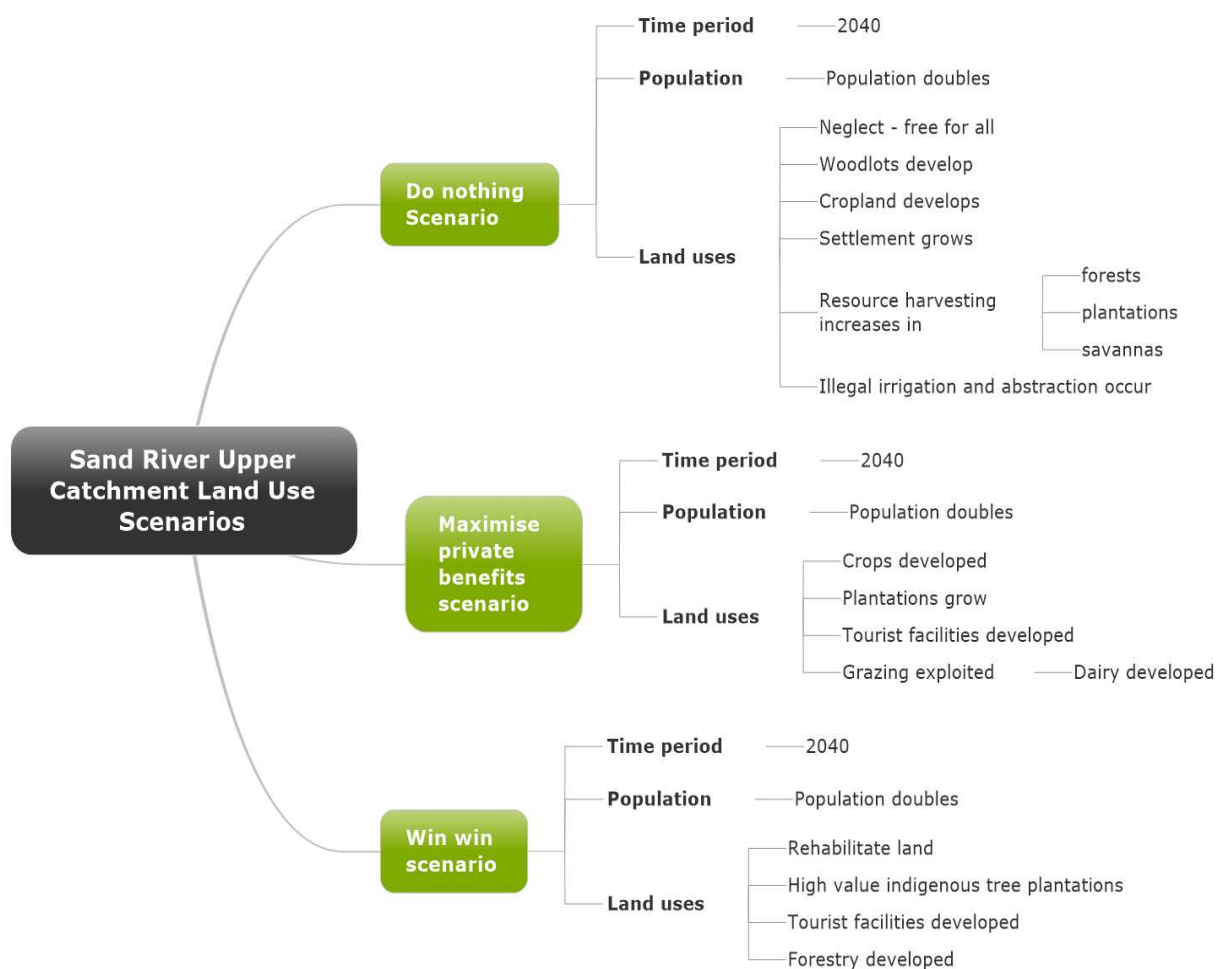 Sand River Upper
Catchment Land Use
Scenarios
Do nothing
Scenario
Time period
2040
Population
Population doubles
Land uses
Neglect - free for all
Woodlots develop
Cropland develops
Settlement grows
Resource harvesting
increases in
forests
plantations
savannas
Illegal irrigation and abstraction occur
Maximise
private
benefits
scenario
Time period
2040
Population
Population doubles
Land uses
Crops developed
Plantations grow
Tourist facilities developed
Grazing exploited
Dairy developed
Win win
scenario
Time period
2040
Population
Population doubles
Land uses
Rehabilitate land
High value indigenous tree plantations
Tourist facilities developed
Forestry developed